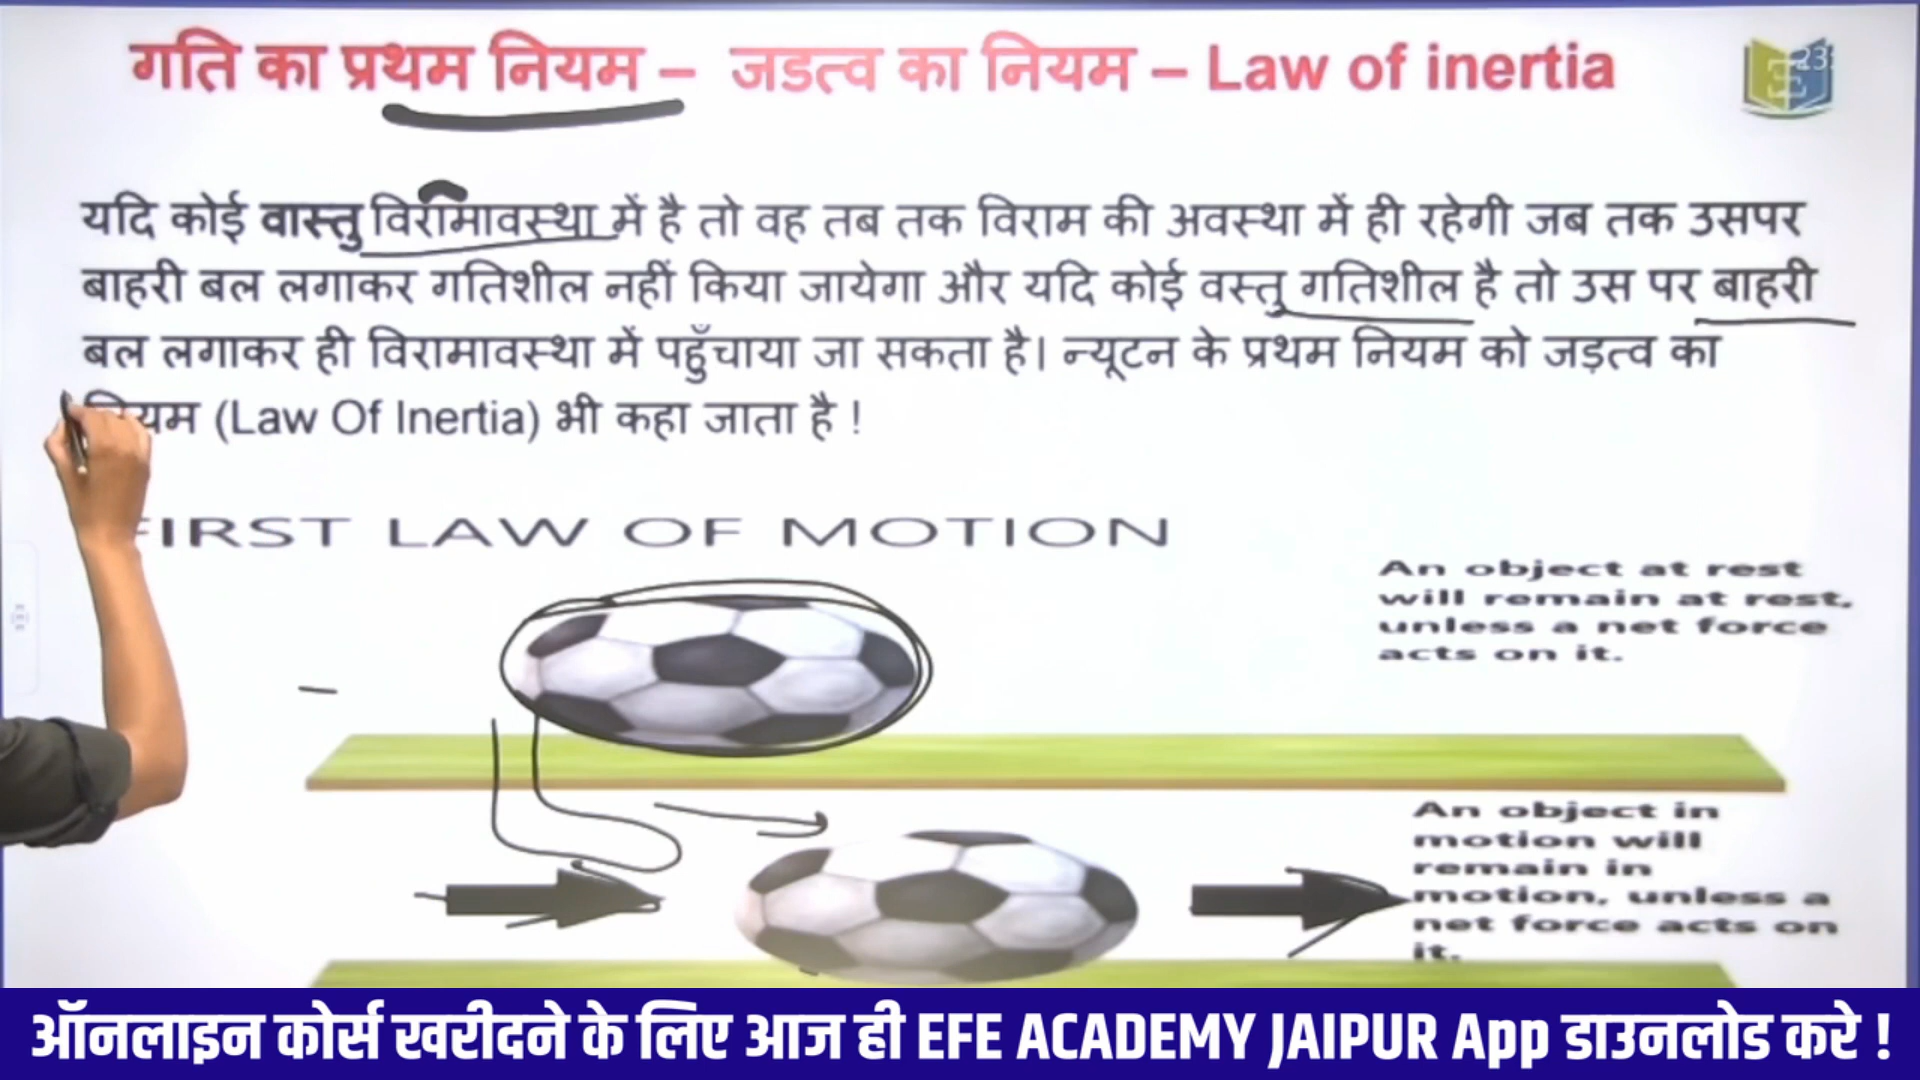 गति का प्रथम नियम – जडत्व का नियम – Law of inertia
23
यदि कोई वास्तु विरामावस्था में है तो वह तब तक विराम की अवस्था में ही रहेगी जब तक उसपर
बाहरी बल लगाकर गतिशील नहीं किया जायेगा और यदि कोई वस्तु गतिशील है तो उस पर बाहरी
बल लगाकर ही विरामावस्था में पहुँचाया जा सकता है। न्यूटन के प्रथम नियम को जड़त्व का
नियम (Law Of Inertia) भी कहा जाता है !
FIRST LAW OF MOTION
An object at rest
will remain at rest,
unless a net force
acts on it.
An object in
motion will
remain in
motion, unless a
net force acts on
it.
ऑनलाइन कोर्स खरीदने के लिए आज ही EFE ACADEMY JAIPUR App डाउनलोड करे !